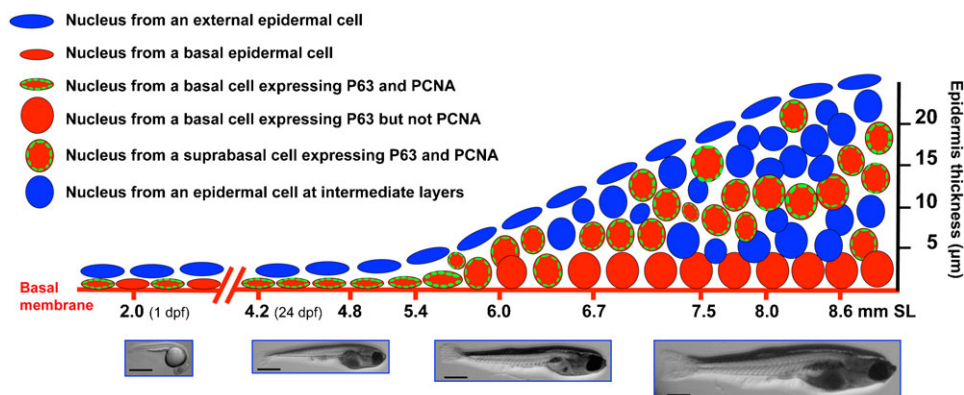 Nucleus from an external epidermal cell
Nucleus from a basal epidermal cell
Nucleus from a basal cell expressing P63 and PCNA
Nucleus from a basal cell expressing P63 but not PCNA
Nucleus from a suprabasal cell expressing P63 and PCNA
Nucleus from an epidermal cell at intermediate layers
20
15
10
5
Epidermis thickness (µm)
Basal
membrane
2.0 (1 dpf) 4.2 (24 dpf) 4.8 5.4 6.0 6.7 7.5 8.0 8.6 mm SL